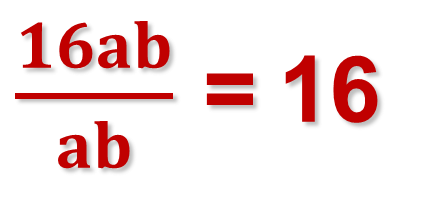 16ab
ab
= 16